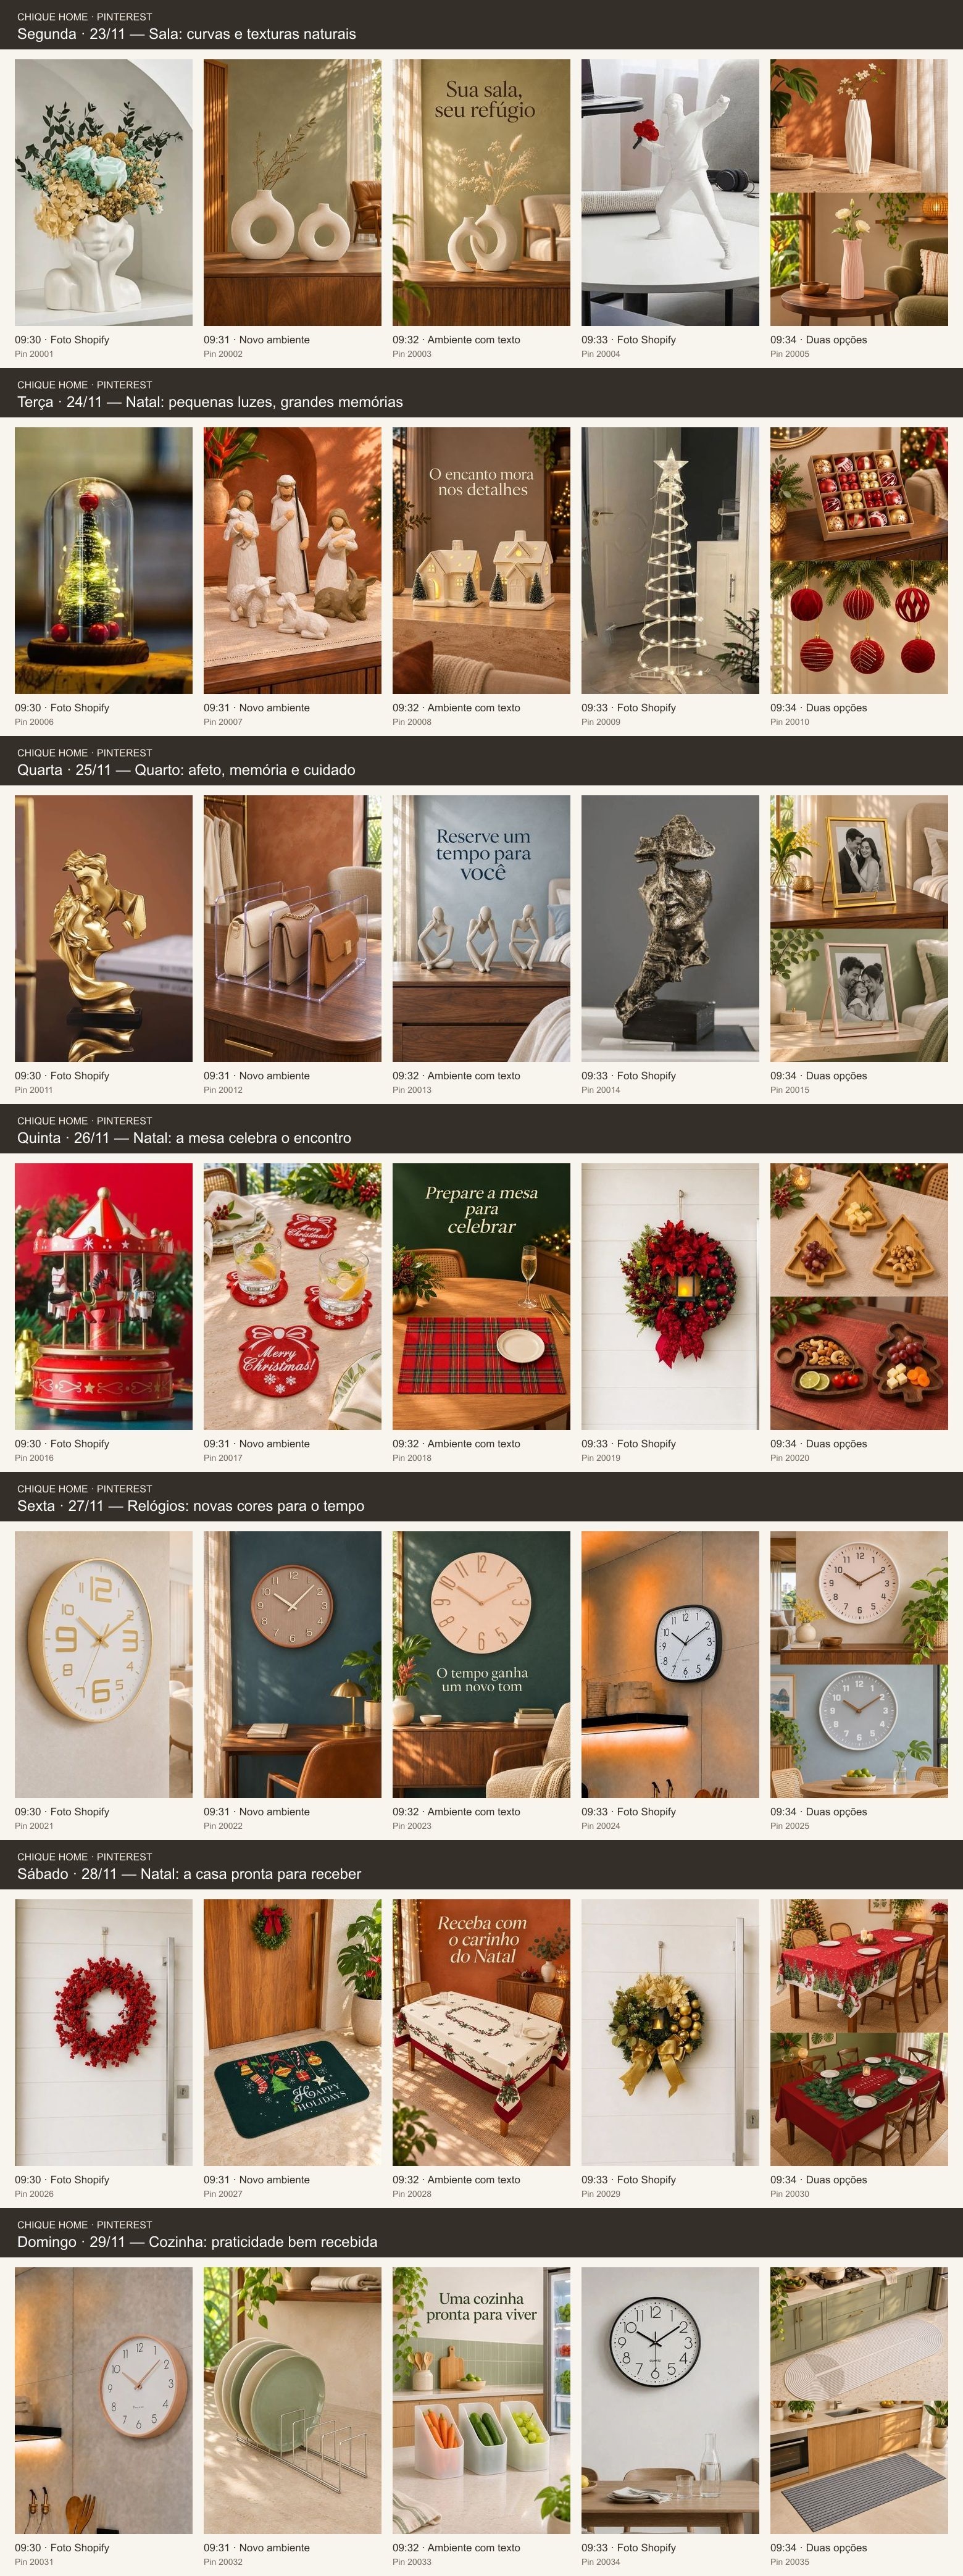 CHIQUE HOME · PINTEREST
Segunda · 23/11 — Sala: curvas e texturas naturais
Sua sala,
seu refúgio
09:30 · Foto Shopify
Pin 20001
09:31 · Novo ambiente
Pin 20002
09:32 · Ambiente com texto
Pin 20003
09:33 · Foto Shopify
Pin 20004
09:34 · Duas opções
Pin 20005
CHIQUE HOME · PINTEREST
Terça · 24/11 — Natal: pequenas luzes, grandes memórias
O encanto mora
nos detalhes
09:30 · Foto Shopify
Pin 20006
09:31 · Novo ambiente
Pin 20007
09:32 · Ambiente com texto
Pin 20008
09:33 · Foto Shopify
Pin 20009
09:34 · Duas opções
Pin 20010
CHIQUE HOME · PINTEREST
Quarta · 25/11 — Quarto: afeto, memória e cuidado
Reserve um
tempo para
você
09:30 · Foto Shopify
Pin 20011
09:31 · Novo ambiente
Pin 20012
09:32 · Ambiente com texto
Pin 20013
09:33 · Foto Shopify
Pin 20014
09:34 · Duas opções
Pin 20015
CHIQUE HOME · PINTEREST
Quinta · 26/11 — Natal: a mesa celebra o encontro
Merry
Christmas!
Merry
Christmas!
Prepare a mesa
para
celebrar
09:30 · Foto Shopify
Pin 20016
09:31 · Novo ambiente
Pin 20017
09:32 · Ambiente com texto
Pin 20018
09:33 · Foto Shopify
Pin 20019
09:34 · Duas opções
Pin 20020
CHIQUE HOME · PINTEREST
Sexta · 27/11 — Relógios: novas cores para o tempo
O tempo ganha
um novo tom
09:30 · Foto Shopify
Pin 20021
09:31 · Novo ambiente
Pin 20022
09:32 · Ambiente com texto
Pin 20023
09:33 · Foto Shopify
Pin 20024
09:34 · Duas opções
Pin 20025
CHIQUE HOME · PINTEREST
Sábado · 28/11 — Natal: a casa pronta para receber
Happy
Holidays
Receba com
o carinho
do Natal
09:30 · Foto Shopify
Pin 20026
09:31 · Novo ambiente
Pin 20027
09:32 · Ambiente com texto
Pin 20028
09:33 · Foto Shopify
Pin 20029
09:34 · Duas opções
Pin 20030
CHIQUE HOME · PINTEREST
Domingo · 29/11 — Cozinha: praticidade bem recebida
Uma cozinha
pronta para viver
09:30 · Foto Shopify
Pin 20031
09:31 · Novo ambiente
Pin 20032
09:32 · Ambiente com texto
Pin 20033
09:33 · Foto Shopify
Pin 20034
09:34 · Duas opções
Pin 20035